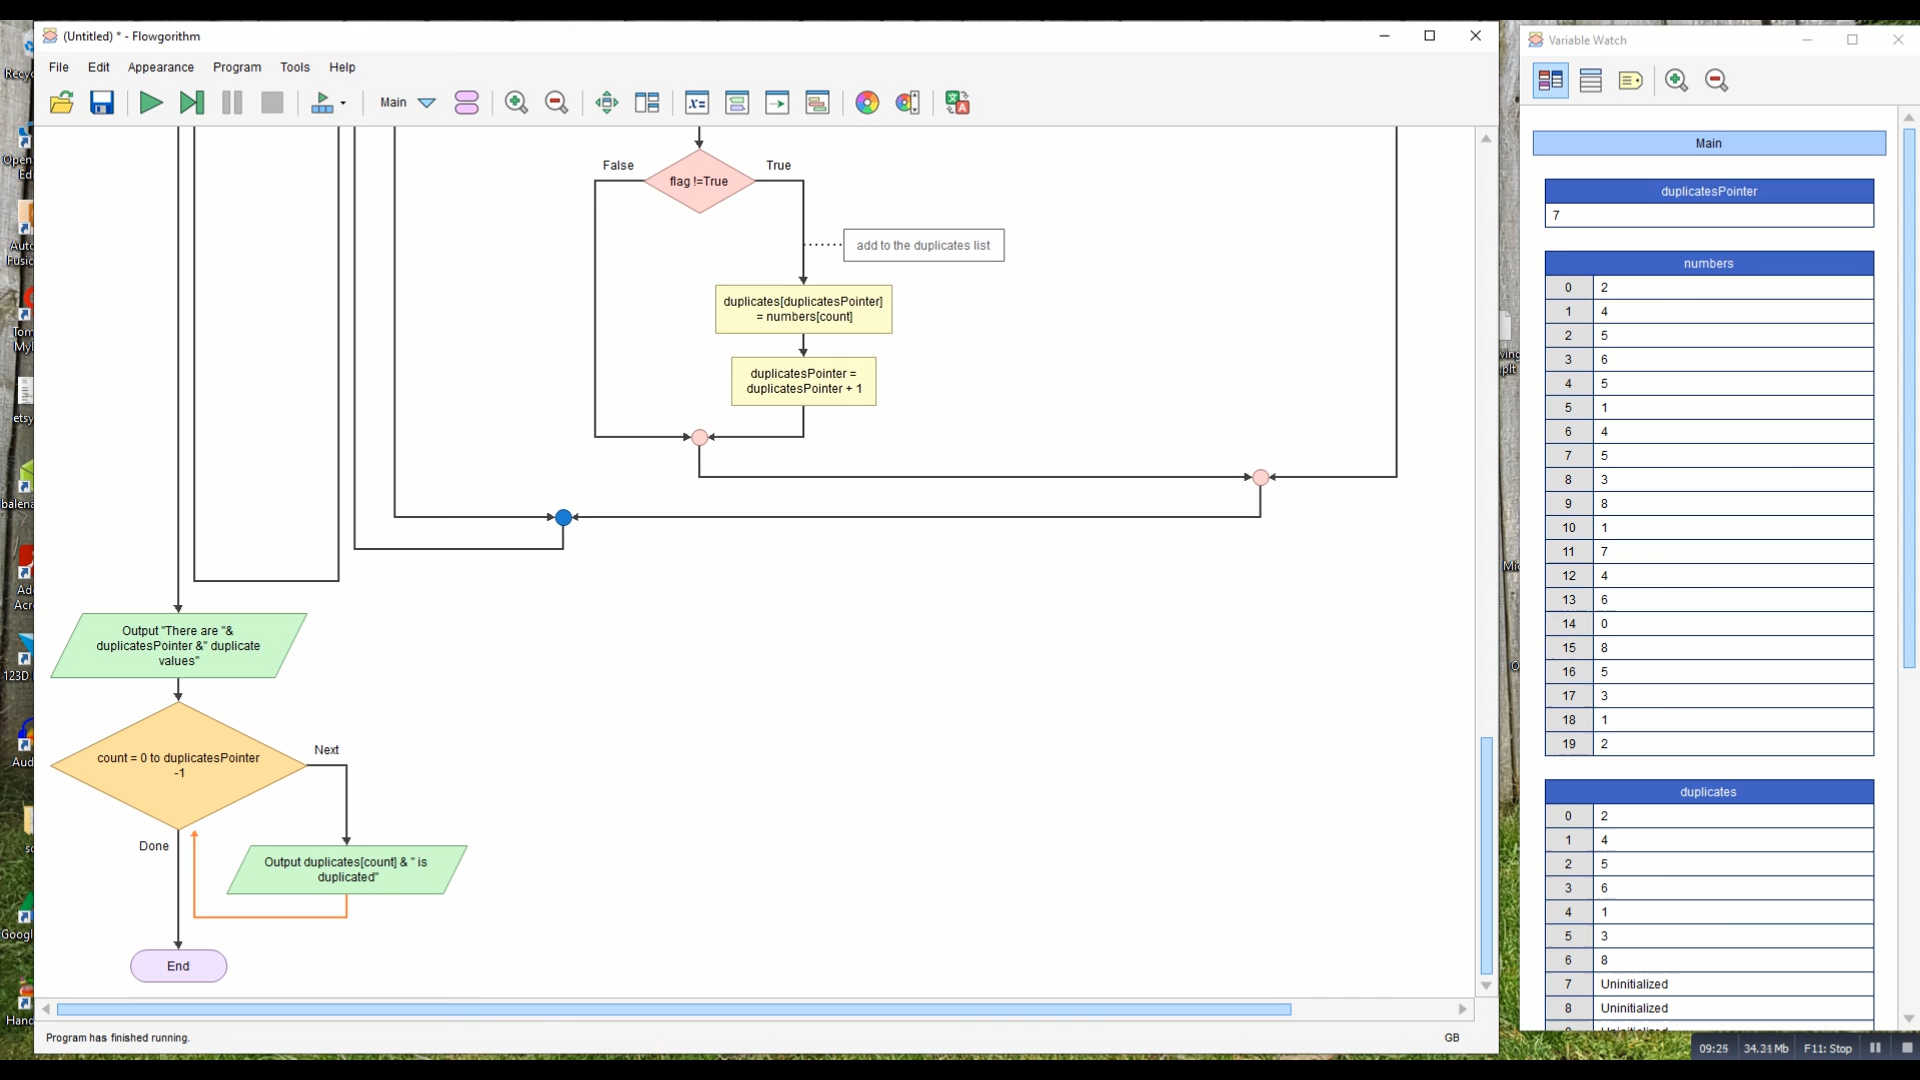 (Untitled) * - Flowgorithm
File Edit Appearance Program Tools Help
Main
False
True
flag !=True
add to the duplicates list
duplicates[duplicatesPointer]
= numbers[count]
duplicatesPointer =
duplicatesPointer + 1
Output "There are "&
duplicatesPointer &" duplicate
values"
count = 0 to duplicatesPointer
-1
Next
Done
Output duplicates[count] & " is
duplicated"
End
Program has finished running.
GB
Variable Watch
Main
duplicatesPointer
7
numbers
0 2
1 4
2 5
3 6
4 5
5 1
6 4
7 5
8 3
9 8
10 1
11 7
12 4
13 6
14 0
15 8
16 5
17 3
18 1
19 2
duplicates
0 2
1 4
2 5
3 6
4 1
5 3
6 8
7 Uninitialized
8 Uninitialized
09:25 34.31Mb F11: Stop